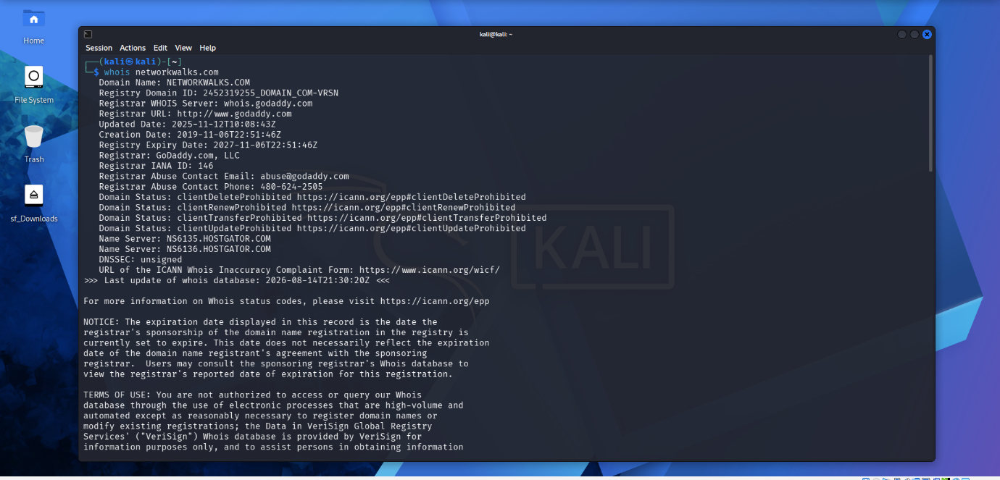 Home
File System
Trash
sf_Downloads
kali@kali: ~
Session Actions Edit View Help
┌──(kali㉿kali)-[~]
└─$ whois networkwalks.com
Domain Name: NETWORKWALKS.COM
Registry Domain ID: 2452319255_DOMAIN_COM-VRSN
Registrar WHOIS Server: whois.godaddy.com
Registrar URL: http://www.godaddy.com
Updated Date: 2025-11-12T10:08:43Z
Creation Date: 2019-11-06T22:51:46Z
Registry Expiry Date: 2027-11-06T22:51:46Z
Registrar: GoDaddy.com, LLC
Registrar IANA ID: 146
Registrar Abuse Contact Email: abuse@godaddy.com
Registrar Abuse Contact Phone: 480-624-2505
Domain Status: clientDeleteProhibited https://icann.org/epp#clientDeleteProhibited
Domain Status: clientRenewProhibited https://icann.org/epp#clientRenewProhibited
Domain Status: clientTransferProhibited https://icann.org/epp#clientTransferProhibited
Domain Status: clientUpdateProhibited https://icann.org/epp#clientUpdateProhibited
Name Server: NS6135.HOSTGATOR.COM
Name Server: NS6136.HOSTGATOR.COM
DNSSEC: unsigned
URL of the ICANN Whois Inaccuracy Complaint Form: https://www.icann.org/wicf/
>>> Last update of whois database: 2026-08-14T21:30:20Z <<<
For more information on Whois status codes, please visit https://icann.org/epp
NOTICE: The expiration date displayed in this record is the date the
registrar's sponsorship of the domain name registration in the registry is
currently set to expire. This date does not necessarily reflect the expiration
date of the domain name registrant's agreement with the sponsoring
registrar.  Users may consult the sponsoring registrar's Whois database to
view the registrar's reported date of expiration for this registration.
TERMS OF USE: You are not authorized to access or query our Whois
database through the use of electronic processes that are high-volume and
automated except as reasonably necessary to register domain names or
modify existing registrations; the Data in VeriSign Global Registry
Services' ("VeriSign") Whois database is provided by VeriSign for
information purposes only, and to assist persons in obtaining information
KALI